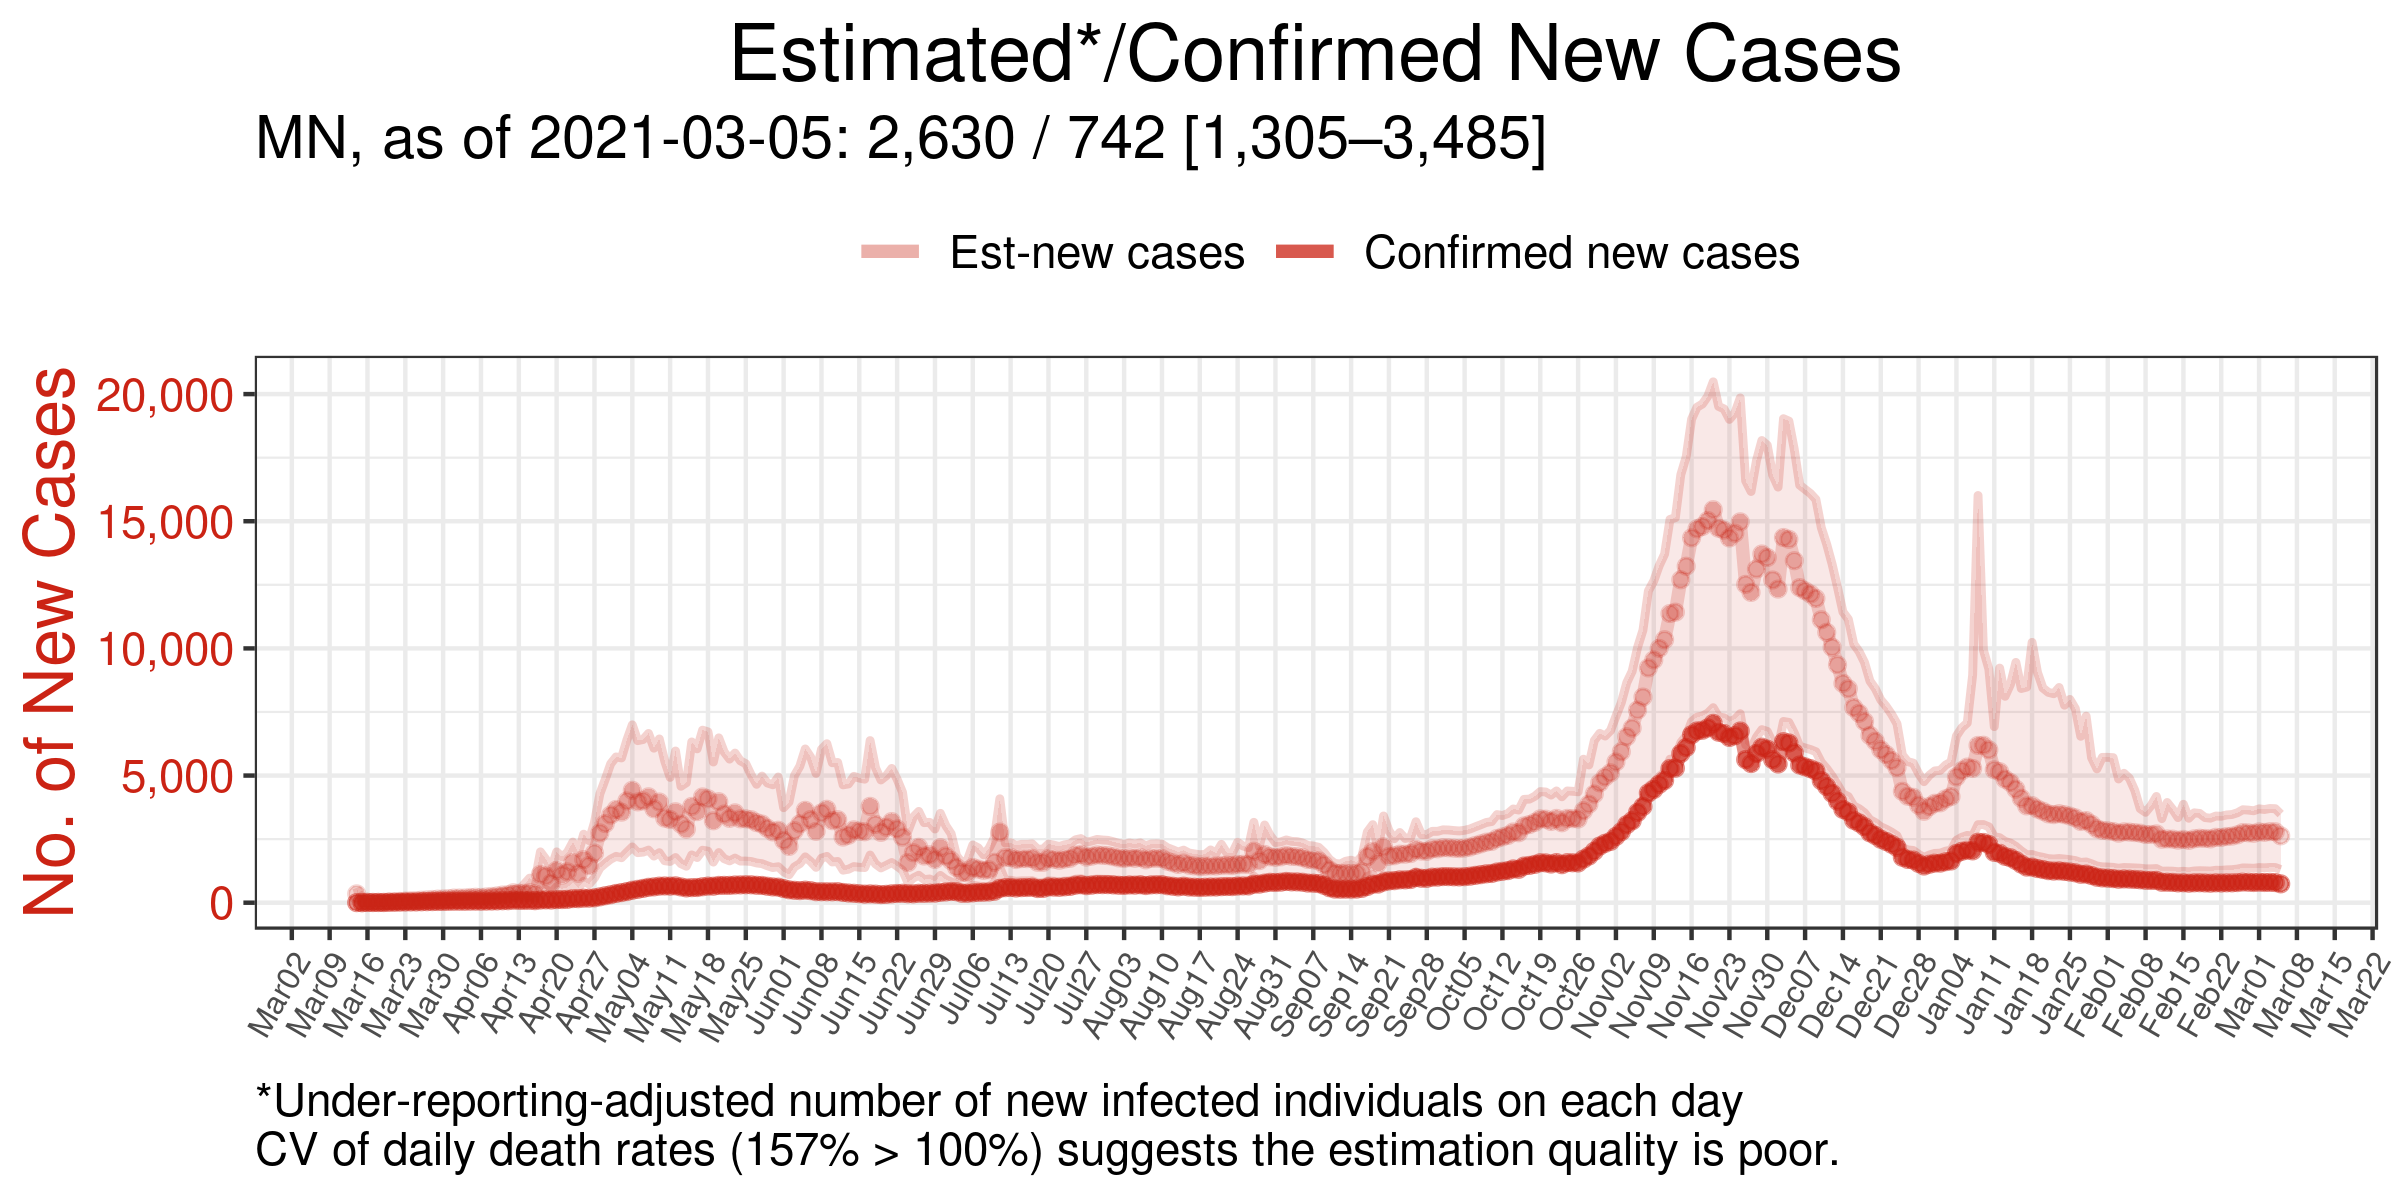 Estimated*/Confirmed New Cases
MN, as of 2021-03-05: 2,630 / 742 [1,305–3,485]
Est-new cases Confirmed new cases
No. of New Cases
20,000
15,000
10,000
5,000
0
Mar02 Mar09 Mar16 Mar23 Mar30 Apr06 Apr13 Apr20 Apr27 May04 May11 May18 May25 Jun01 Jun08 Jun15 Jun22 Jun29 Jul06 Jul13 Jul20 Jul27 Aug03 Aug10 Aug17 Aug24 Aug31 Sep07 Sep14 Sep21 Sep28 Oct05 Oct12 Oct19 Oct26 Nov02 Nov09 Nov16 Nov23 Nov30 Dec07 Dec14 Dec21 Dec28 Jan04 Jan11 Jan18 Jan25 Feb01 Feb08 Feb15 Feb22 Mar01 Mar08 Mar15 Mar22
*Under-reporting-adjusted number of new infected individuals on each day
CV of daily death rates (157% > 100%) suggests the estimation quality is poor.